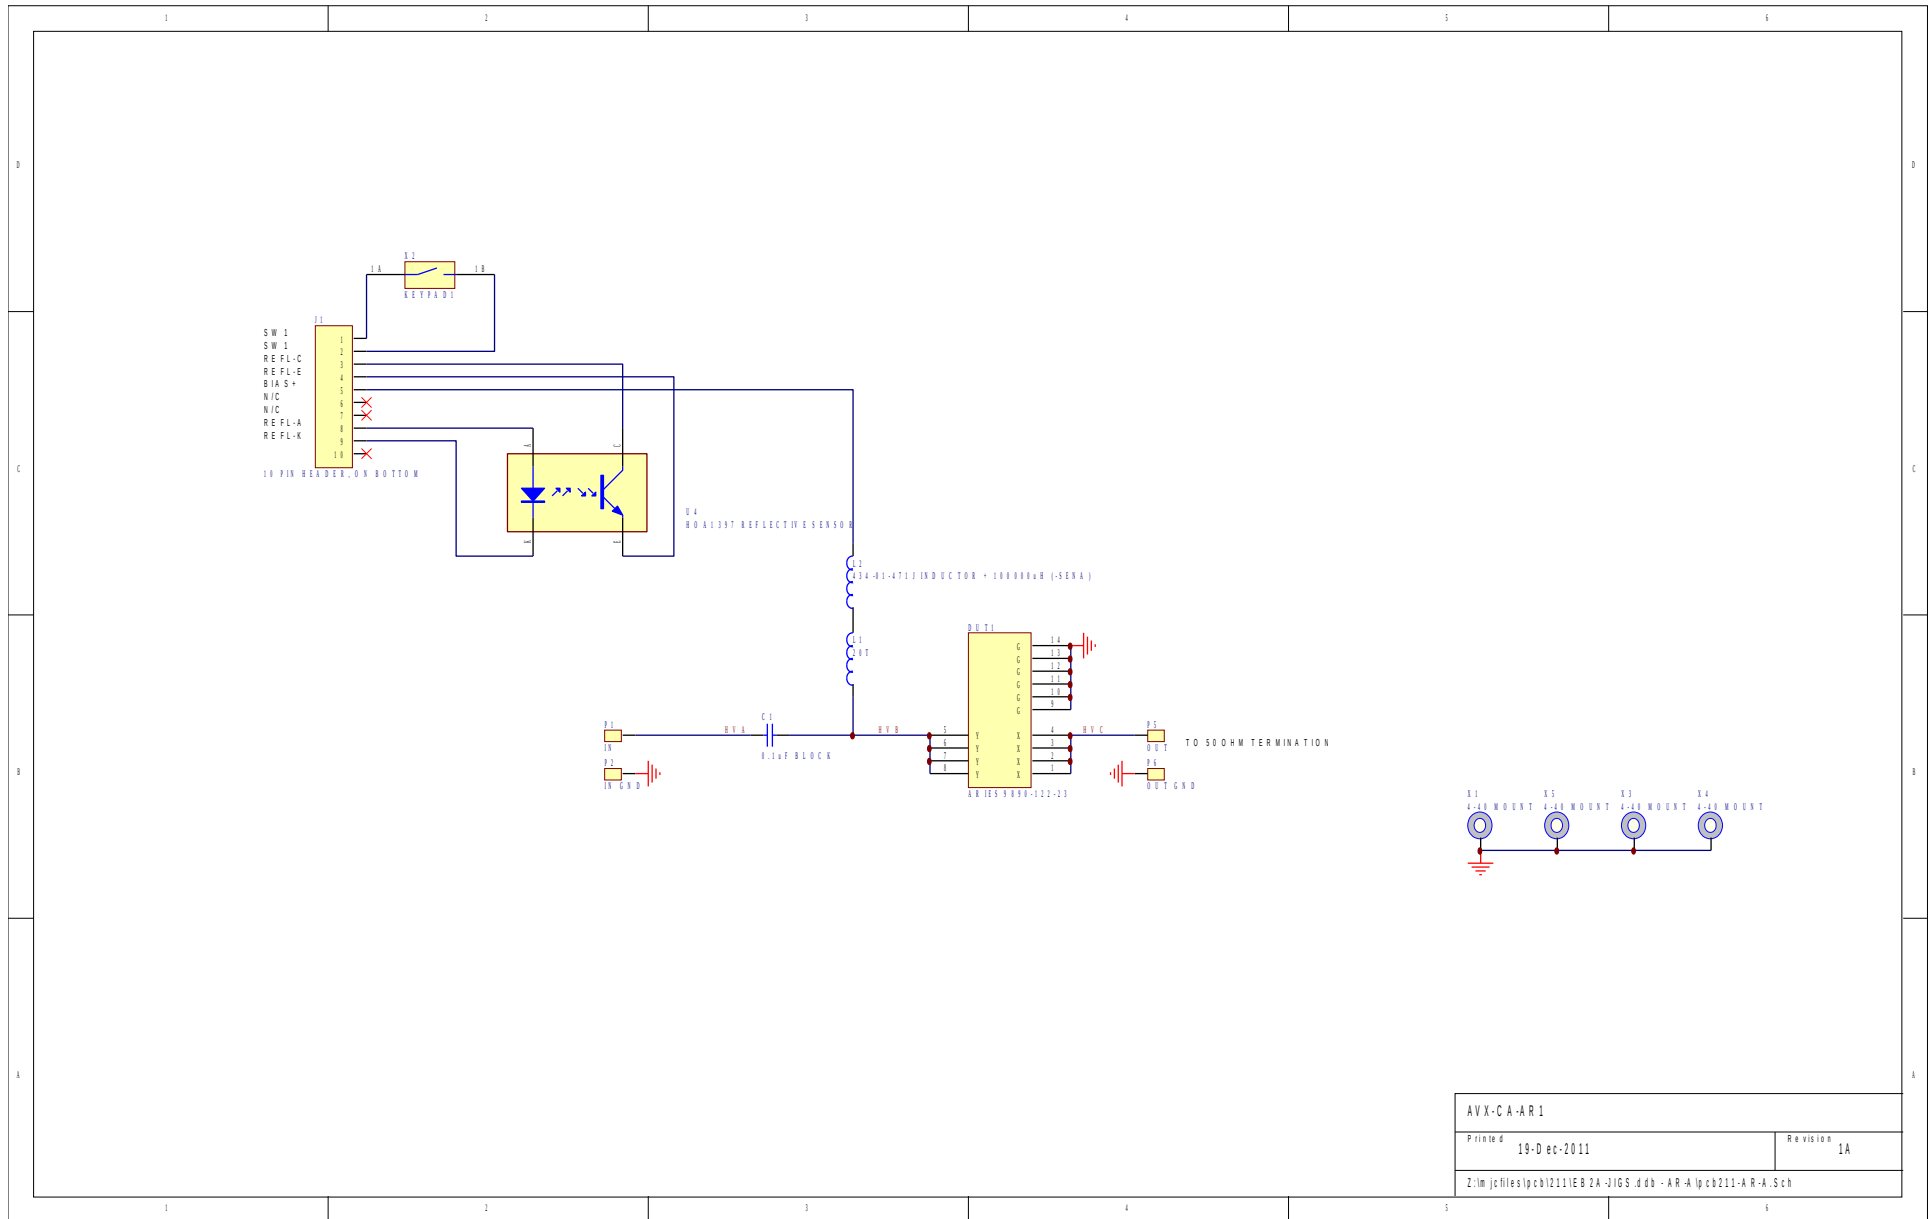 1 2 3 4 5 6
D D
X2
1A 1B
KEYPAD1
J1
SW1 1
SW1 2
REFL-C 3
REFL-E 4
BIAS+ 5
N/C 6
N/C 7
REFL-A 8
REFL-K 9
10
10 PIN HEADER, ON BOTTOM
A C
C C
K E
U4
HOA1397 REFLECTIVE SENSOR
L2
434-01-471J INDUCTOR + 100000uH (-SENA)
L1
20T
DUT1
G 14
G 13
G 12
G 11
G 10
G 9
P1 HVA C1 HVB 5 Y X 4 HVC P5
IN 6 Y X 3 OUT TO 50 OHM TERMINATION
0.1uF BLOCK
P2 7 Y X 2 P6
8 Y X 1
IN GND OUT GND
ARIES 9890-122-23
B B
X1 X5 X3 X4
4-40 MOUNT 4-40 MOUNT 4-40 MOUNT 4-40 MOUNT
A A
AVX-CA-AR1
Printed 19-Dec-2011 Revision 1A
Z:\mjcfiles\pcb\211\EB2A-JIGS.ddb - AR-A\pcb211-AR-A.Sch
1 2 3 4 5 6